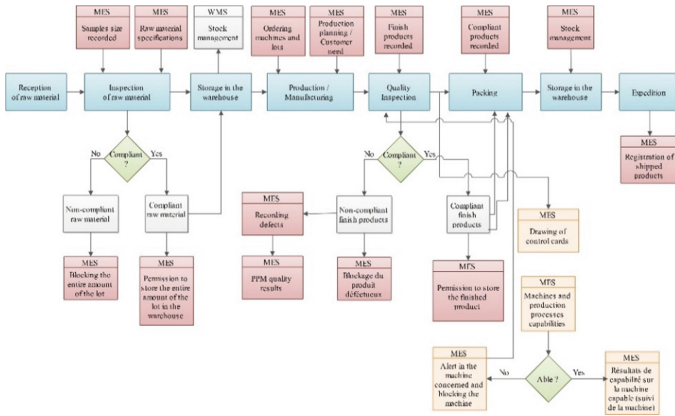 MES
Samples size
recorded
MES
Raw material
specifications
WMS
Stock
management
MES
Ordering
machines and
loss
MES
Production
planning /
Customer
need
MES
Finish
products
recorded
MES
Compliant
products
recorded
MES
Stock
management
Reception
of raw material
Inspection
of raw material
Storage in the
warehouse
Production /
Manufacturing
Quality
Inspection
Packing
Storage in the
warehouse
Expedition
No
Compliant
?
Yes
No
Compliant
?
Yes
MES
Registration of
shipped
products
Non-compliant
raw material
Compliant
raw material
MES
Recording
defects
Non-compliant
finish products
Compliant
finish
products
MES
Drawing of
control cards
MES
Blocking the
entire amount
of the lot
MES
Permission to
store the entire
amount of the
lot in the
warehouse
MES
PPM quality
results
MES
Blockage du
produit
défectueux
MES
Permission to store
the finished
product
MES
Machines and
production
processes
capabilities
MES
Alert in the
machine
concerned and
blocking the
machine
No
Able ?
Yes
MES
Résultats de
capabilité sur
la machine
capable (suivi
de la machine)